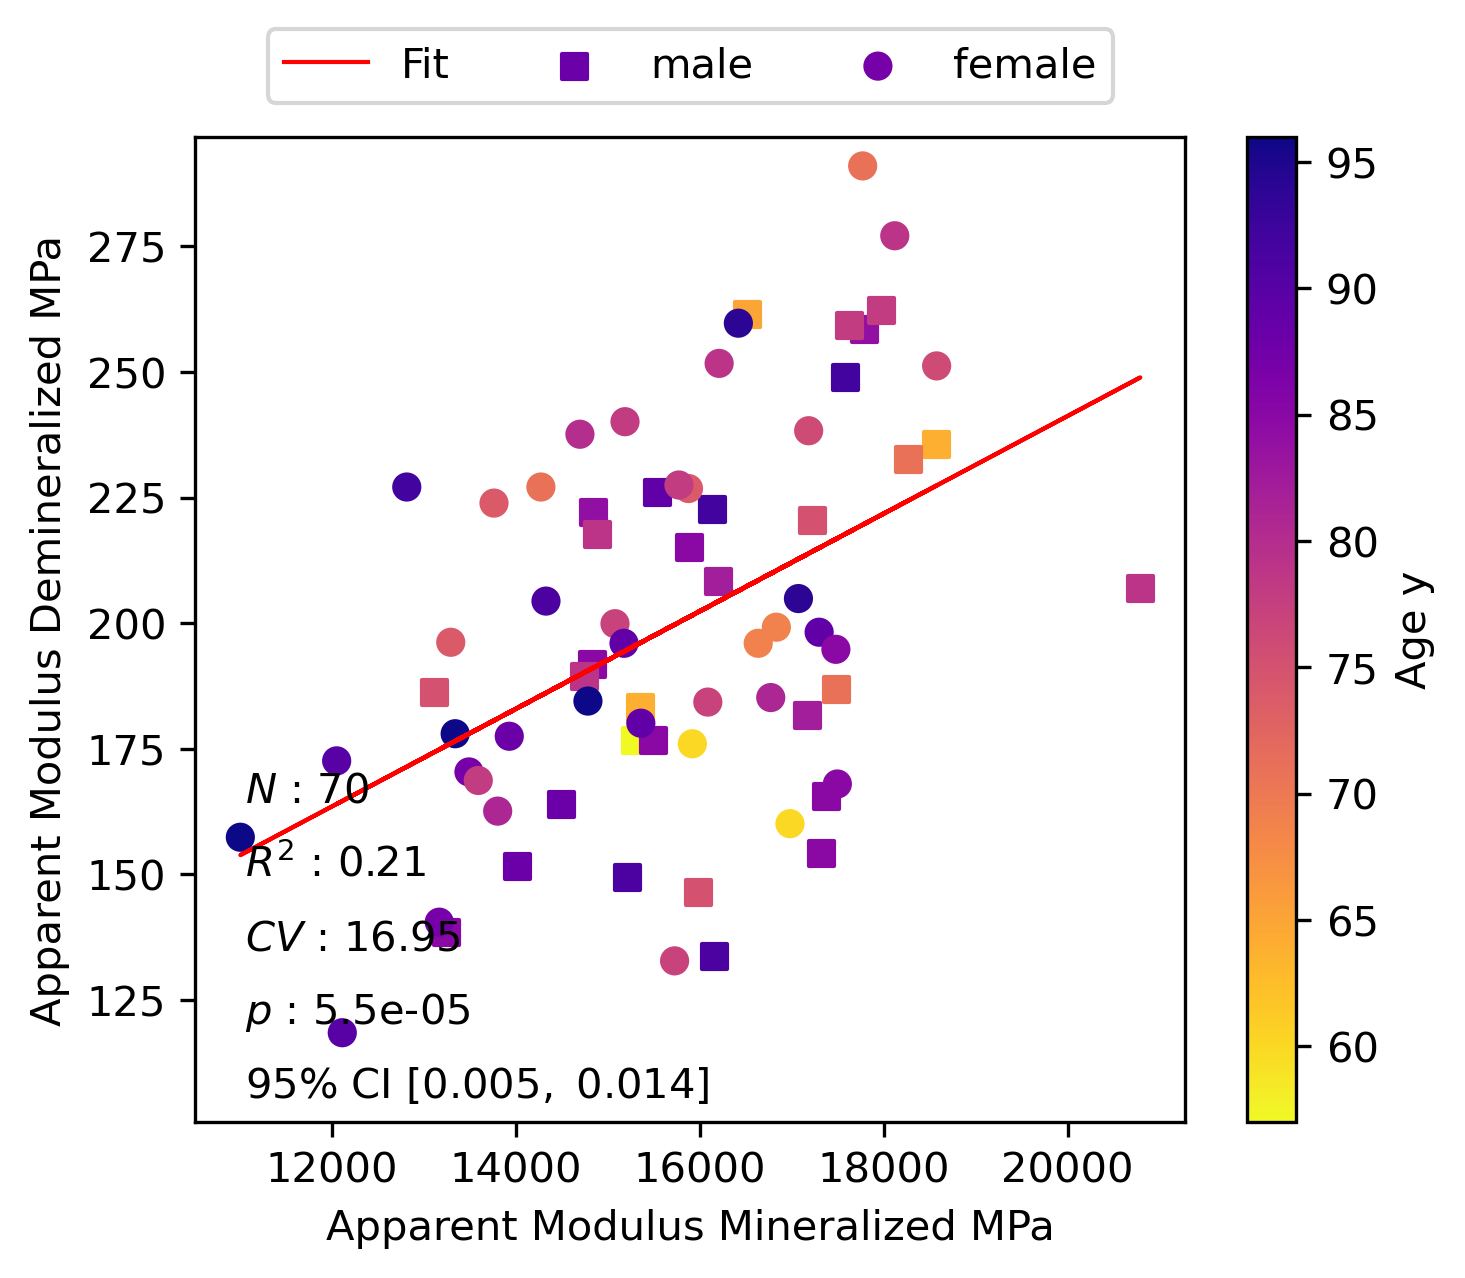 Fit male female
275
250
225
200
175
150
125
Apparent Modulus Demineralized MPa
N : 70
R² : 0.21
CV : 16.95
p : 5.5e-05
95% CI [0.005, 0.014]
12000 14000 16000 18000 20000
Apparent Modulus Mineralized MPa
95
90
85
80
75
70
65
60
Age y